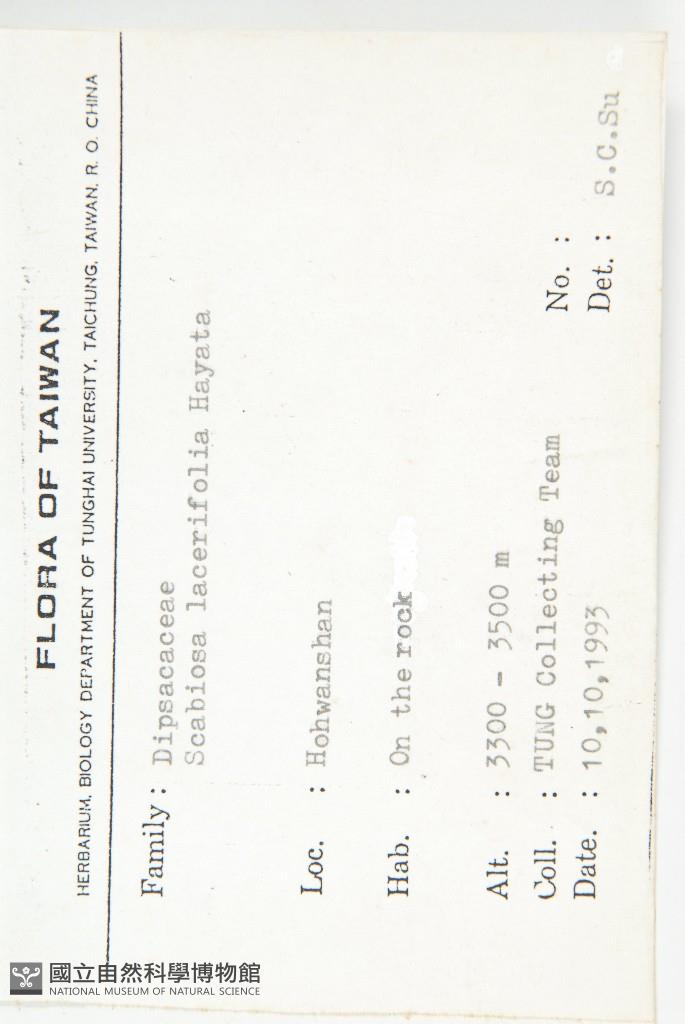 FLORA OF TAIWAN
HERBARIUM, BIOLOGY DEPARTMENT OF TUNGHAI UNIVERSITY, TAICHUNG, TAIWAN, R. O. CHINA
Family : Dipsacaceae
Scabiosa lacerifolia Hayata
Loc. : Hohwanshan
Hab. : On the rock
Alt. : 3300 - 3500 m
Coll. : TUNG Collecting Team No. :
Date. : 10,10,1993 Det. : S.C.Su
國立自然科學博物館
NATIONAL MUSEUM OF NATURAL SCIENCE